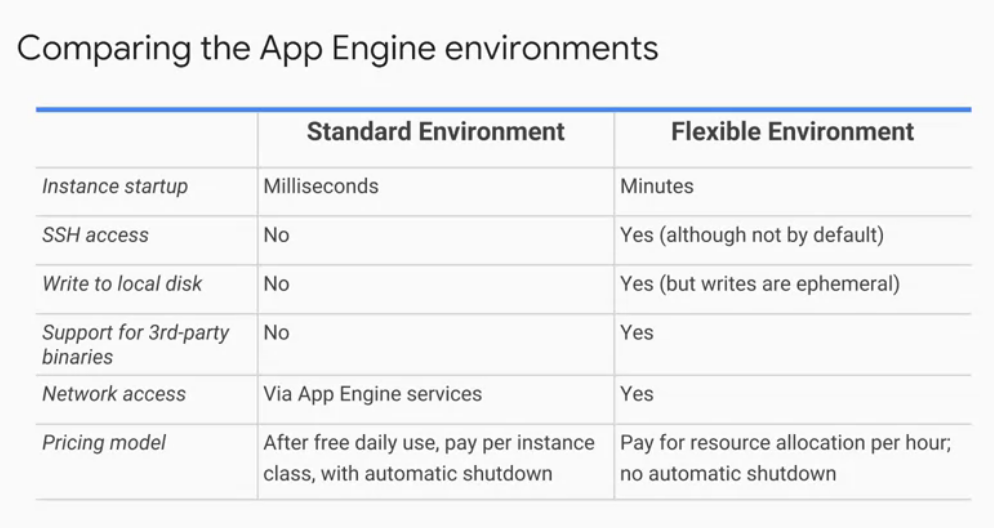 Comparing the App Engine environments
Standard Environment Flexible Environment
Instance startup Milliseconds Minutes
SSH access No Yes (although not by default)
Write to local disk No Yes (but writes are ephemeral)
Support for 3rd-party binaries No Yes
Network access Via App Engine services Yes
Pricing model After free daily use, pay per instance class, with automatic shutdown Pay for resource allocation per hour; no automatic shutdown